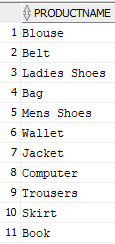 PRODUCTNAME
1 Blouse
2 Belt
3 Ladies Shoes
4 Bag
5 Mens Shoes
6 Wallet
7 Jacket
8 Computer
9 Trousers
10 Skirt
11 Book